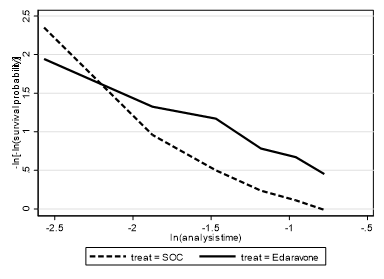 -ln[-ln(survival probability)]
2.5
2
1.5
1
.5
0
-2.5 -2 -1.5 -1 -.5
ln(analysis time)
treat = SOC treat = Edaravone